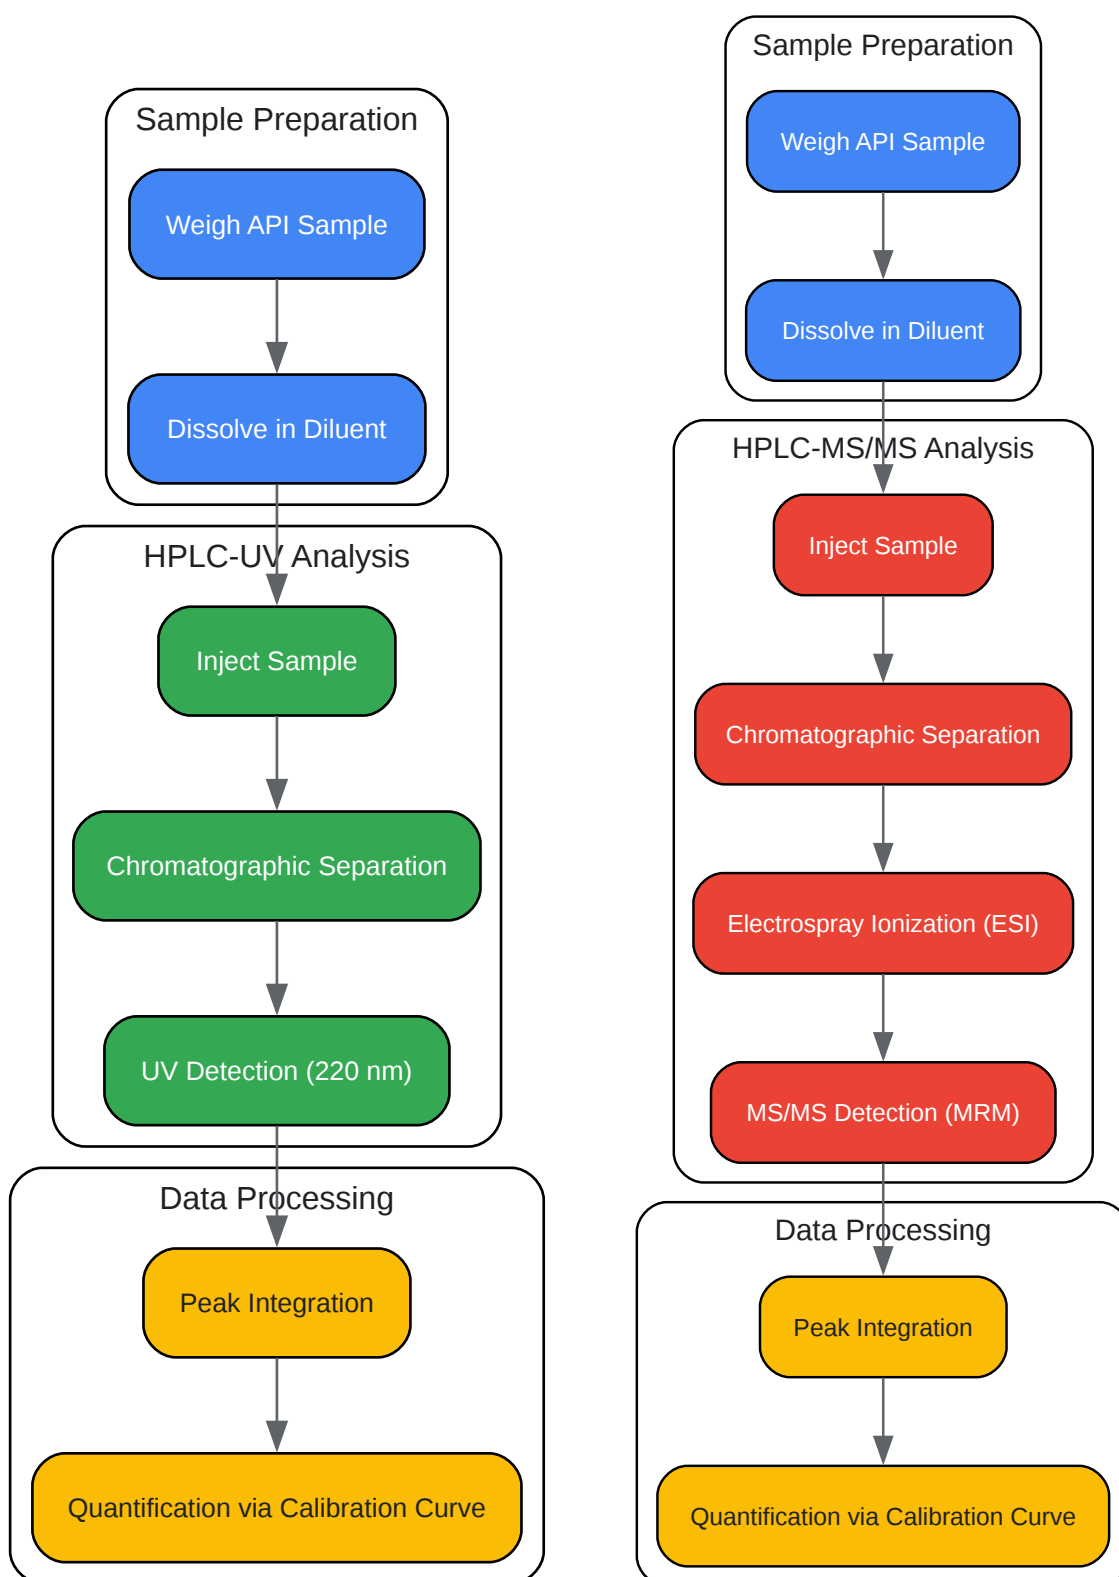 Sample Preparation
Weigh API Sample
Dissolve in Diluent
HPLC-UV Analysis
Inject Sample
Chromatographic Separation
UV Detection (220 nm)
Data Processing
Peak Integration
Quantification via Calibration Curve
Sample Preparation
Weigh API Sample
Dissolve in Diluent
HPLC-MS/MS Analysis
Inject Sample
Chromatographic Separation
Electrospray Ionization (ESI)
MS/MS Detection (MRM)
Data Processing
Peak Integration
Quantification via Calibration Curve